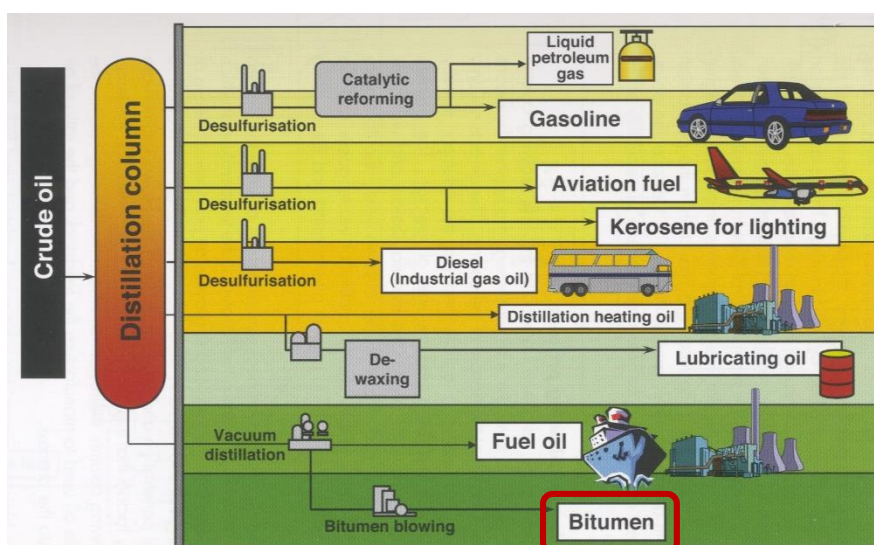 Crude oil
Distillation column
Liquid
petroleum
gas
Catalytic
reforming
Desulfurisation
Gasoline
Aviation fuel
Desulfurisation
Kerosene for lighting
Desulfurisation
Diesel
(Industrial gas oil)
Distillation heating oil
De-
waxing
Lubricating oil
Vacuum
distillation
Fuel oil
Bitumen blowing
Bitumen